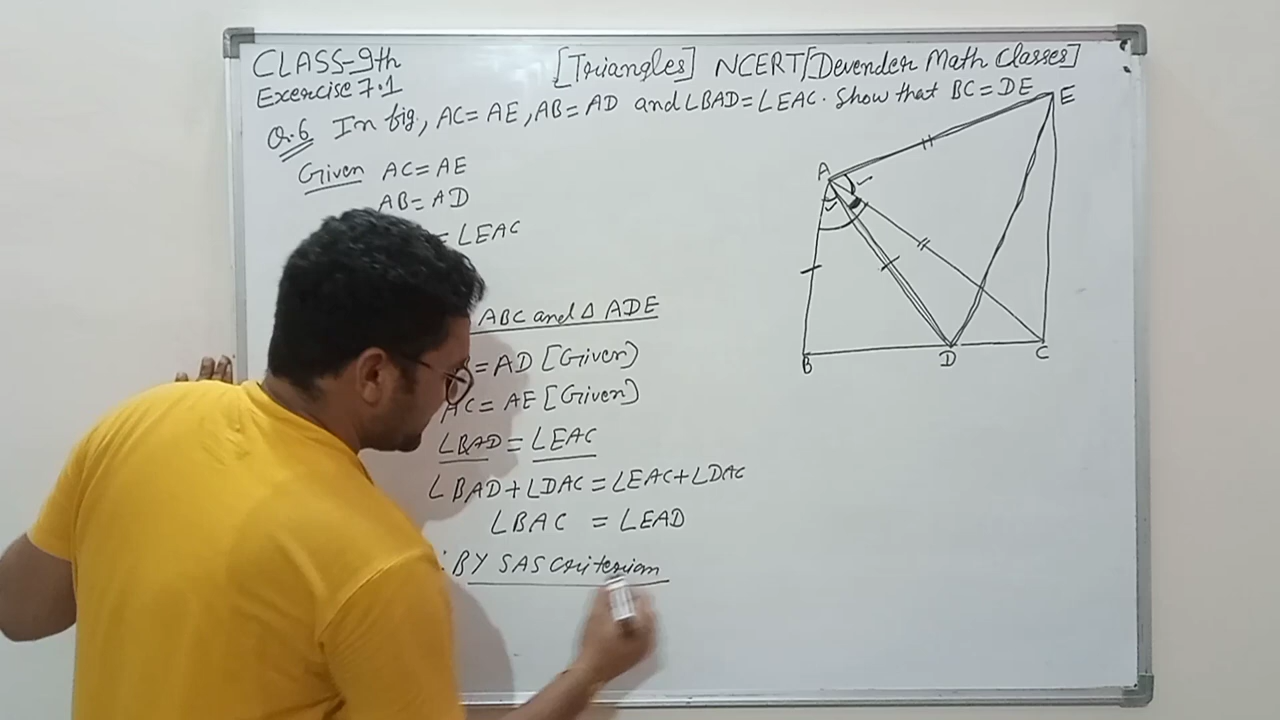 CLASS-9th [Triangles] NCERT/[Devender Math Classes]
Exercise 7.1
Q.6 In fig, AC = AE, AB = AD and ∠BAD = ∠EAC. Show that BC = DE
Given AC = AE
AB = AD
= ∠EAC
ABC and Δ ADE
= AD [Given)
AC = AE [Given)
∠BAD = ∠EAC
∠BAD + ∠DAC = ∠EAC + ∠DAC
∠BAC = ∠EAD
∴ BY SAS Criterian
E
A
B D C